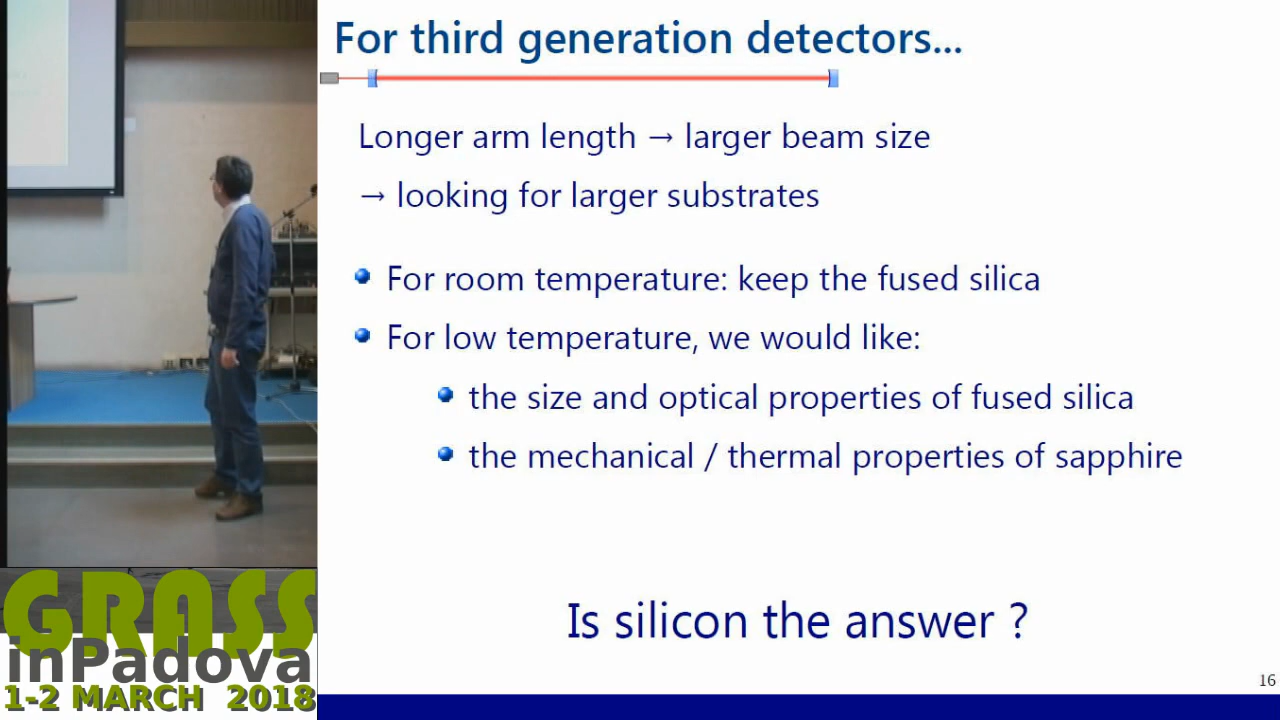 For third generation detectors...
Longer arm length → larger beam size
→ looking for larger substrates
For room temperature: keep the fused silica
For low temperature, we would like:
the size and optical properties of fused silica
the mechanical / thermal properties of sapphire
Is silicon the answer ?
16
GRASS
inPadova
1-2 MARCH 2018